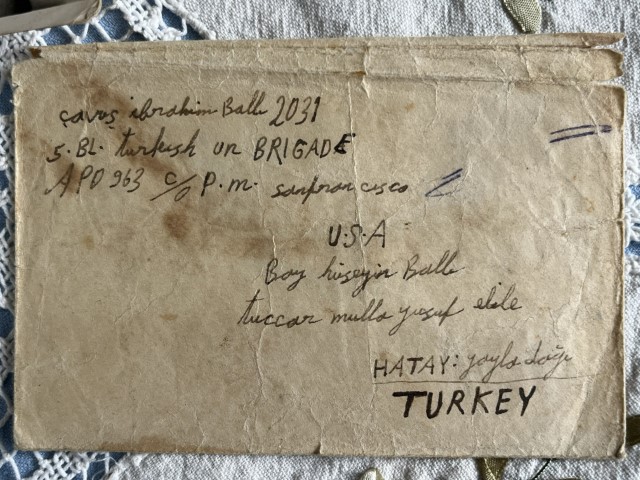 çavuş ibrahim Ballı 2031
5. BL. turkish un BRIGADE
APO 963 c/o P.m. sanfrancisco
U.S.A
Bay hüseyin Ballı
tuccar mulla yusuf elile
HATAY: yayla dağı
TURKEY